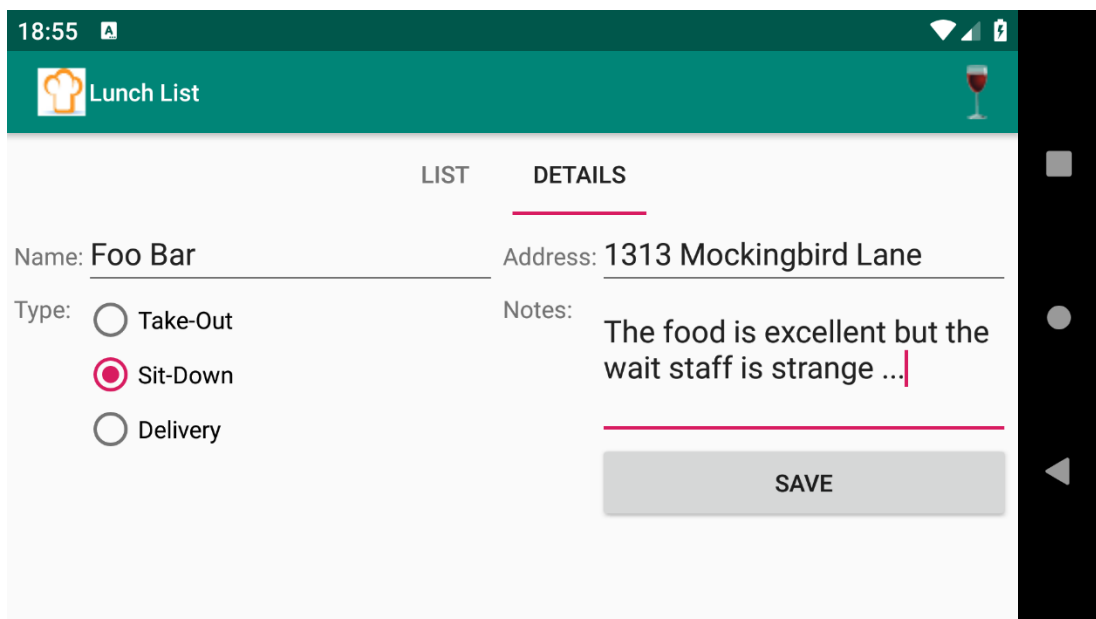 18:55 A
Lunch List
LIST DETAILS
Name: Foo Bar
Address: 1313 Mockingbird Lane
Type:
Take-Out
Sit-Down
Delivery
Notes:
The food is excellent but the
wait staff is strange ...
SAVE